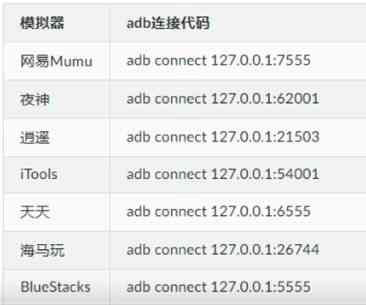 模拟器 adb连接代码
网易Mumu adb connect 127.0.0.1:7555
夜神 adb connect 127.0.0.1:62001
逍遥 adb connect 127.0.0.1:21503
iTools adb connect 127.0.0.1:54001
天天 adb connect 127.0.0.1:6555
海马玩 adb connect 127.0.0.1:26744
BlueStacks adb connect 127.0.0.1:5555